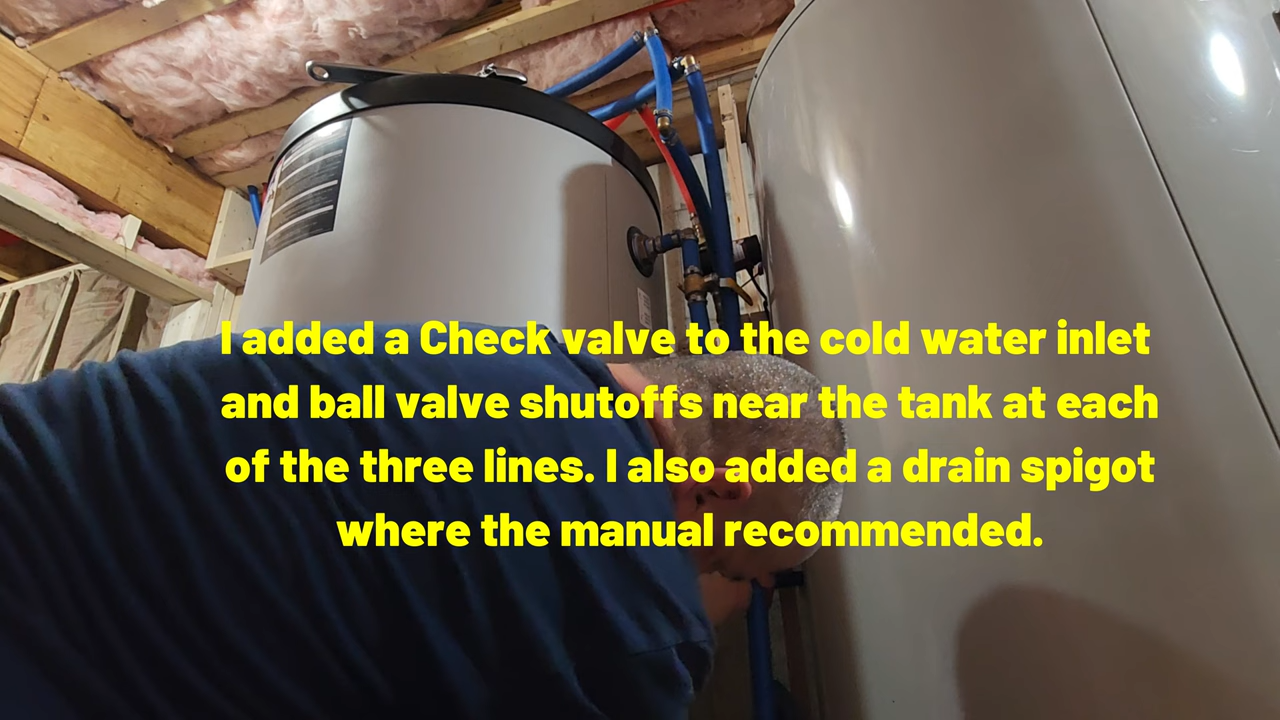 I added a Check valve to the cold water inlet
and ball valve shutoffs near the tank at each
of the three lines. I also added a drain spigot
where the manual recommended.